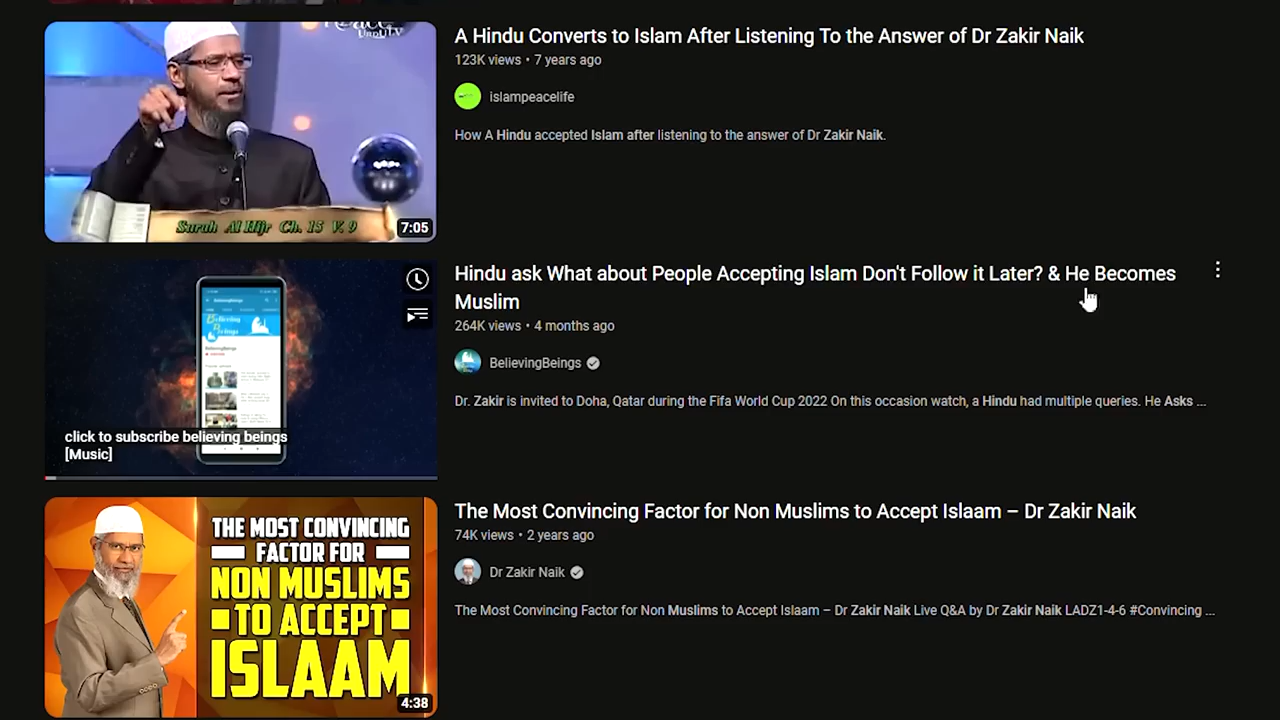 Peace
URDU TV
A Hindu Converts to Islam After Listening To the Answer of Dr Zakir Naik
123K views • 7 years ago
islampeacelife
How A Hindu accepted Islam after listening to the answer of Dr Zakir Naik.
Surah Al Hijr Ch. 15 V. 9
7:05
Hindu ask What about People Accepting Islam Don't Follow it Later? & He Becomes
Muslim
264K views • 4 months ago
BelievingBeings
Dr. Zakir is invited to Doha, Qatar during the Fifa World Cup 2022 On this occasion watch, a Hindu had multiple queries. He Asks ...
Believing
Beings
BelievingBeings
click to subscribe believing beings
[Music]
THE MOST CONVINCING
FACTOR FOR
NON MUSLIMS
TO ACCEPT
ISLAAM
4:38
The Most Convincing Factor for Non Muslims to Accept Islaam – Dr Zakir Naik
74K views • 2 years ago
Dr Zakir Naik
The Most Convincing Factor for Non Muslims to Accept Islaam – Dr Zakir Naik Live Q&A by Dr Zakir Naik LADZ1-4-6 #Convincing ...